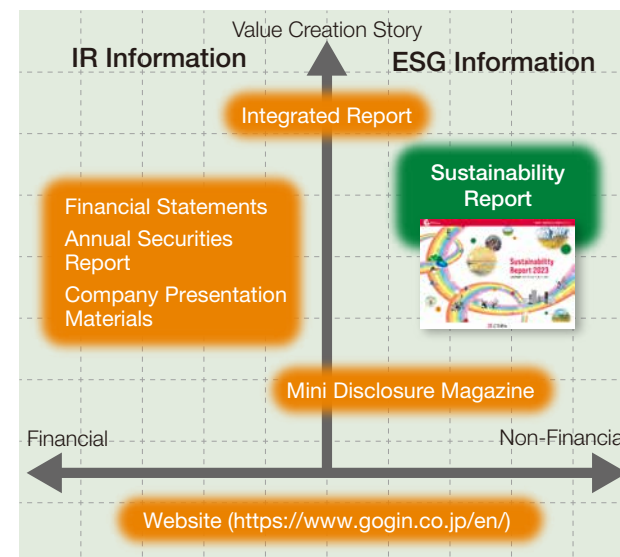 Value Creation Story
IR Information
ESG Information
Integrated Report
Sustainability
Report
Financial Statements
Annual Securities
Report
Company Presentation
Materials
Sustainability
Report 2023
Mini Disclosure Magazine
Financial
Non-Financial
Website (https://www.gogin.co.jp/en/)